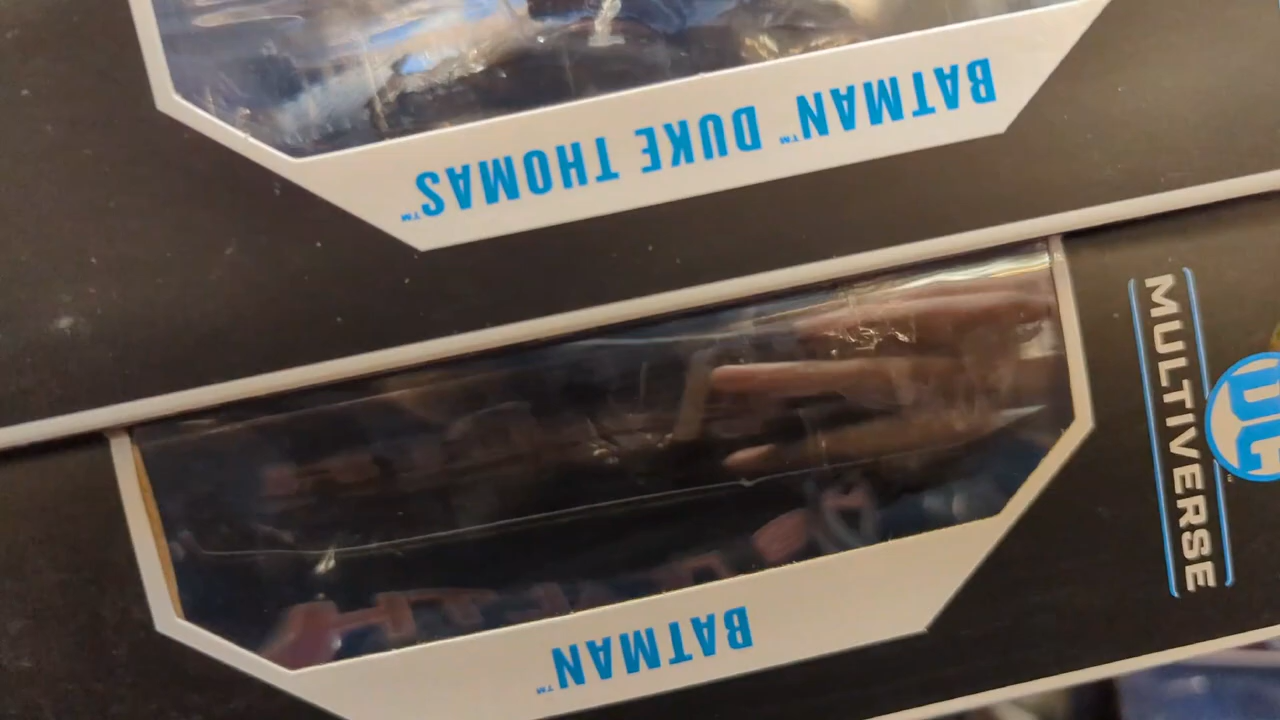 BATMAN™ DUKE THOMAS™
BATMAN™
DC
MULTIVERSE